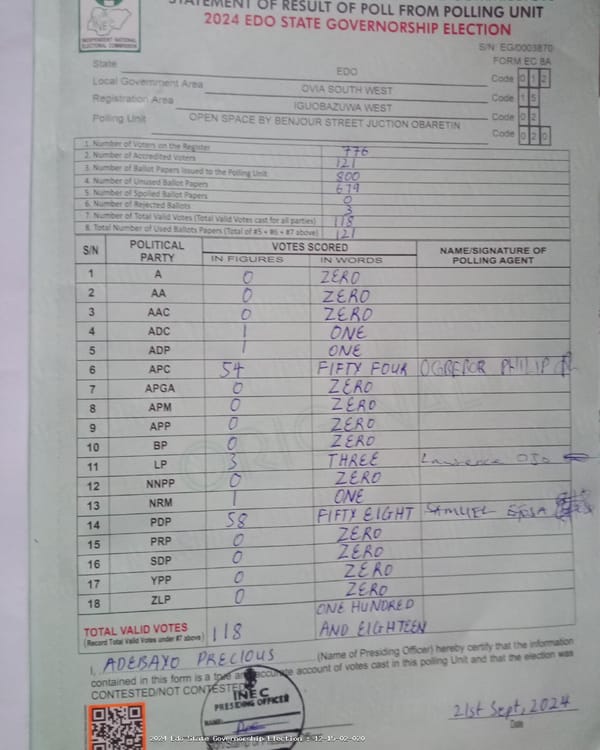 INEC
INDEPENDENT NATIONAL
ELECTORAL COMMISSION
STATEMENT OF RESULT OF POLL FROM POLLING UNIT
2024 EDO STATE GOVERNORSHIP ELECTION
S/N: EG/0003870
FORM EC 8A
State EDO Code 0 1 2
Local Government Area OVIA SOUTH WEST Code 1 5
Registration Area IGUOBAZUWA WEST Code 0 2
Polling Unit OPEN SPACE BY BENJOUR STREET JUCTION OBARETIN Code 0 2 0
1. Number of Voters on the Register 776
2. Number of Accredited Voters 121
3. Number of Ballot Papers Issued to the Polling Unit 800
4. Number of Unused Ballot Papers 679
5. Number of Spoiled Ballot Papers 0
6. Number of Rejected Ballots 3
7. Number of Total Valid Votes (Total Valid Votes cast for all parties) 118
8. Total Number of Used Ballots Papers (Total of #5 + #6 + #7 above) 121
S/N POLITICAL PARTY VOTES SCORED NAME/SIGNATURE OF POLLING AGENT
IN FIGURES IN WORDS
1 A 0 ZERO
2 AA 0 ZERO
3 AAC 0 ZERO
4 ADC 1 ONE
5 ADP 1 ONE
6 APC 54 FIFTY FOUR PHILIP
7 APGA 0 ZERO
8 APM 0 ZERO
9 APP 0 ZERO
10 BP 0 ZERO
11 LP 3 THREE Lawrence OJO
12 NNPP 0 ZERO
13 NRM 1 ONE
14 PDP 58 FIFTY EIGHT SAMUEL
15 PRP 0 ZERO
16 SDP 0 ZERO
17 YPP 0 ZERO
18 ZLP 0 ZERO
TOTAL VALID VOTES 118 ONE HUNDRED
(Record Total Valid Votes under #7 above) AND EIGHTEEN
I, ADEBAYO PRECIOUS (Name of Presiding Officer) hereby certify that the information
contained in this form is a true and accurate account of votes cast in this polling Unit and that the election was
CONTESTED/NOT CONTESTED
INEC
PRESIDING OFFICER
NAME:
21st Sept, 2024
Date
2024 Edo State Governorship Election : 12-15-02-020